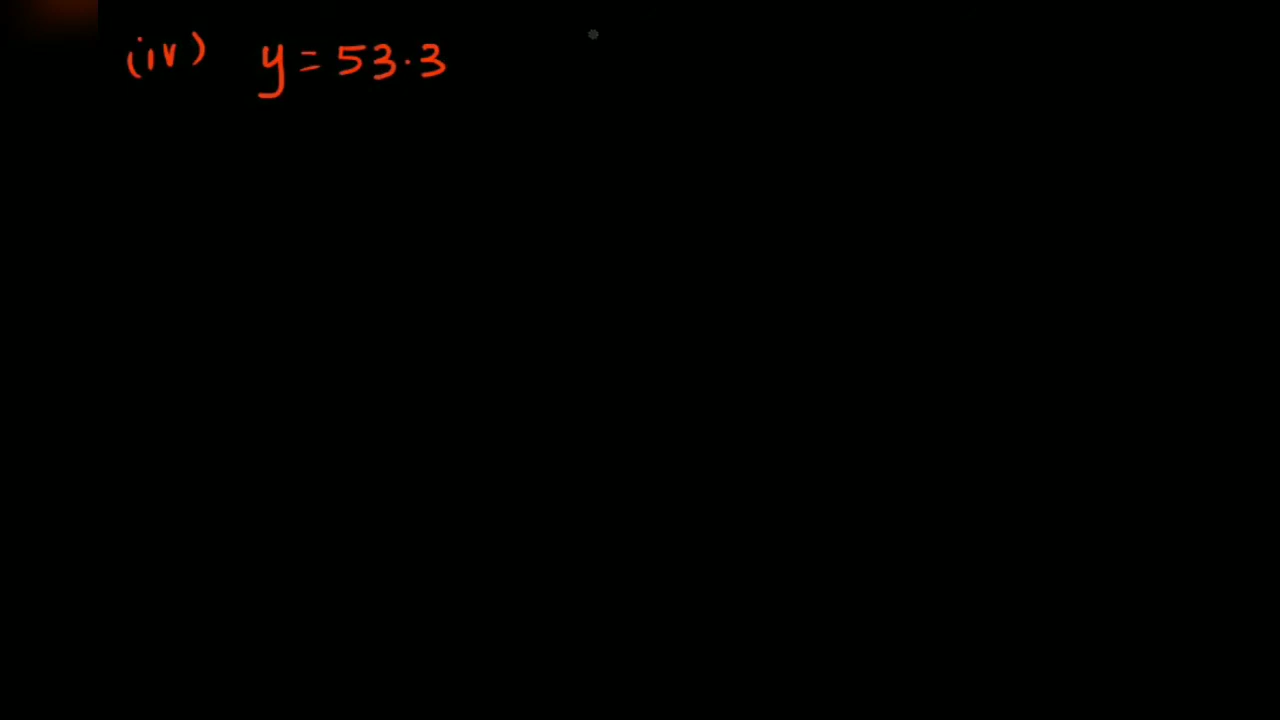 (iv) y = 53.3